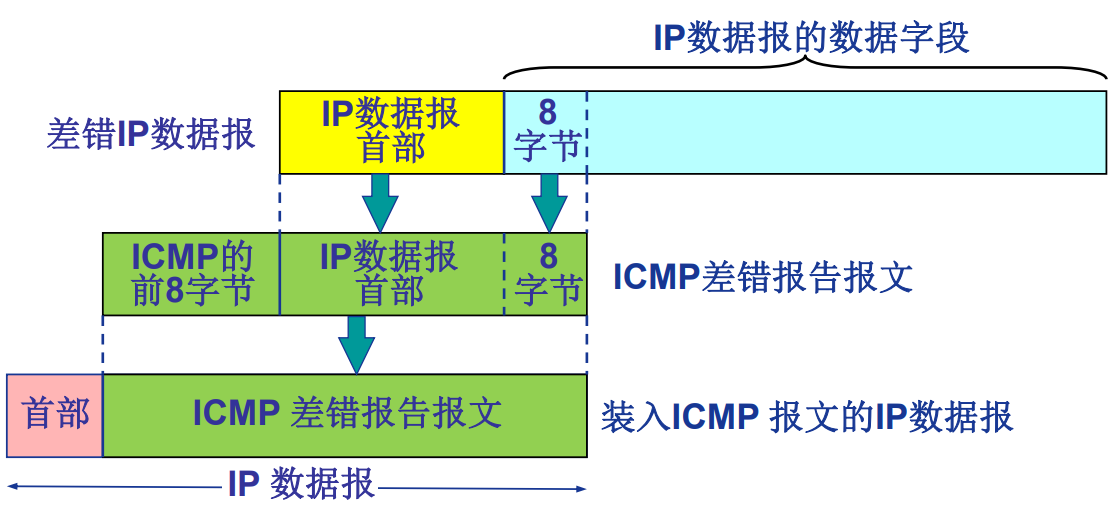 IP数据报的数据字段
差错IP数据报
IP数据报
首部
8
字节
ICMP的
前8字节
IP数据报
首部
8
字节
ICMP差错报告报文
首部
ICMP 差错报告报文
装入ICMP 报文的IP数据报
IP 数据报